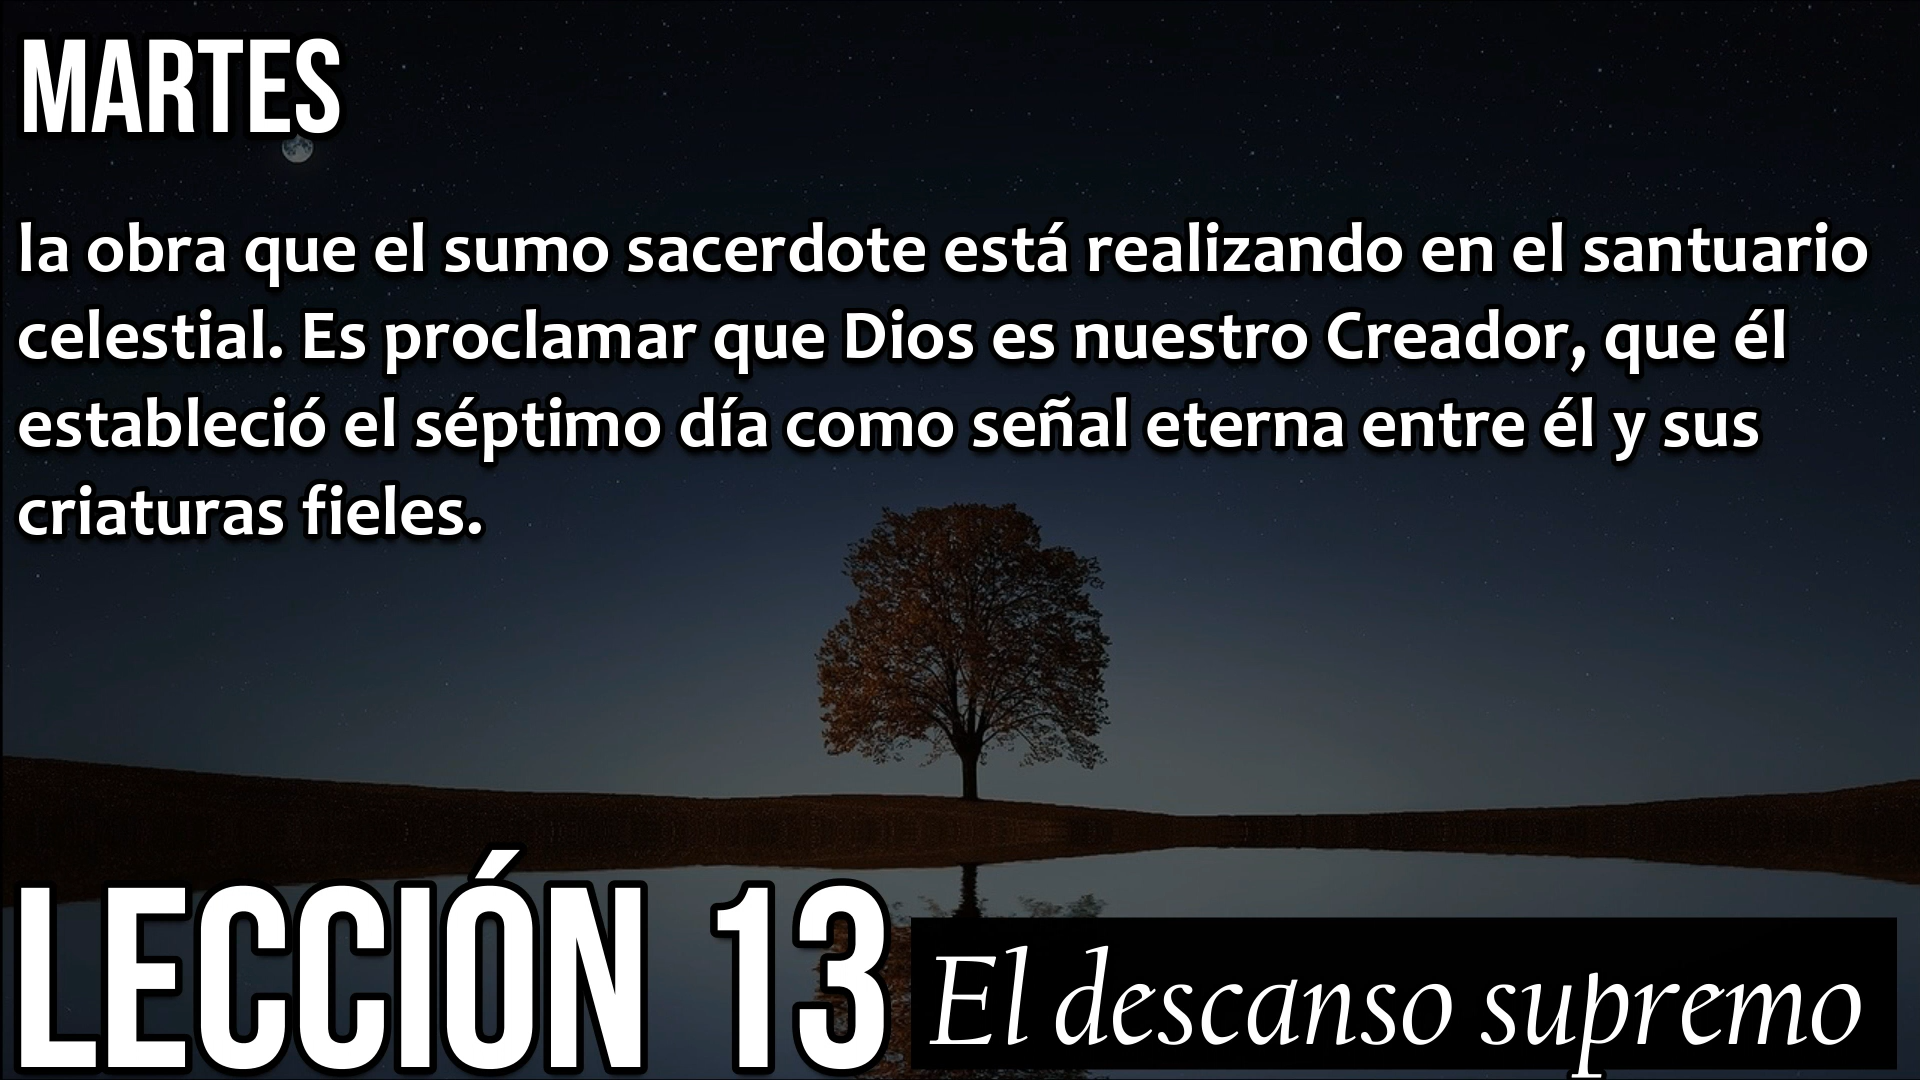 MARTES
la obra que el sumo sacerdote está realizando en el santuario
celestial. Es proclamar que Dios es nuestro Creador, que él
estableció el séptimo día como señal eterna entre él y sus
criaturas fieles.
LECCIÓN 13 El descanso supremo